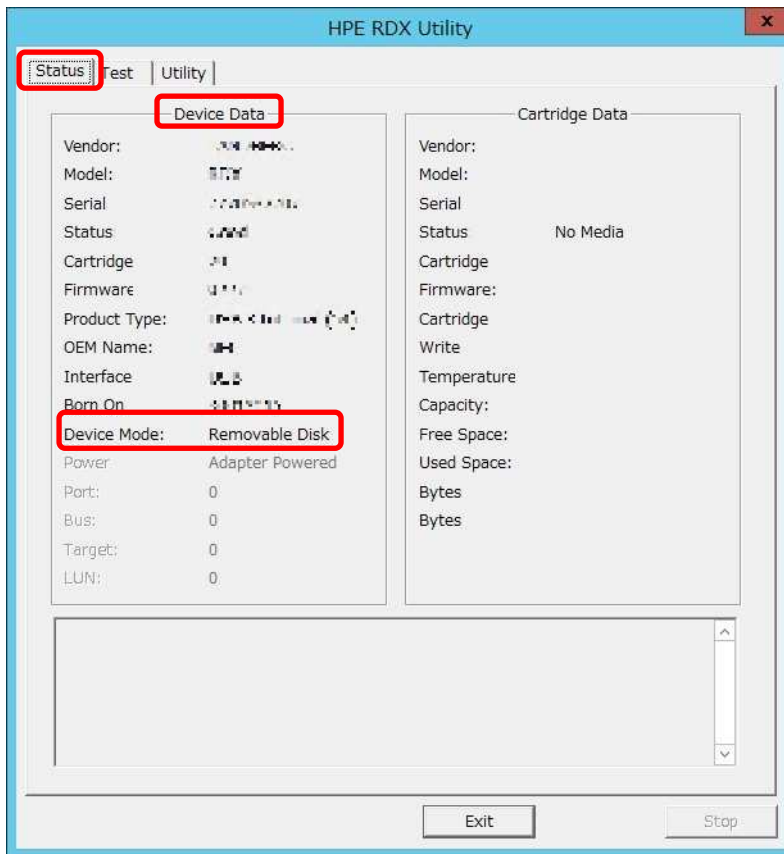 HPE RDX Utility
x
Status Test Utility
Device Data
Vendor:
Model:
Serial
Status
Cartridge
Firmware
Product Type:
OEM Name:
Interface
Born On
Device Mode: Removable Disk
Power Adapter Powered
Port: 0
Bus: 0
Target: 0
LUN: 0
Cartridge Data
Vendor:
Model:
Serial
Status No Media
Cartridge
Firmware:
Cartridge
Write
Temperature
Capacity:
Free Space:
Used Space:
Bytes
Bytes
Exit Stop